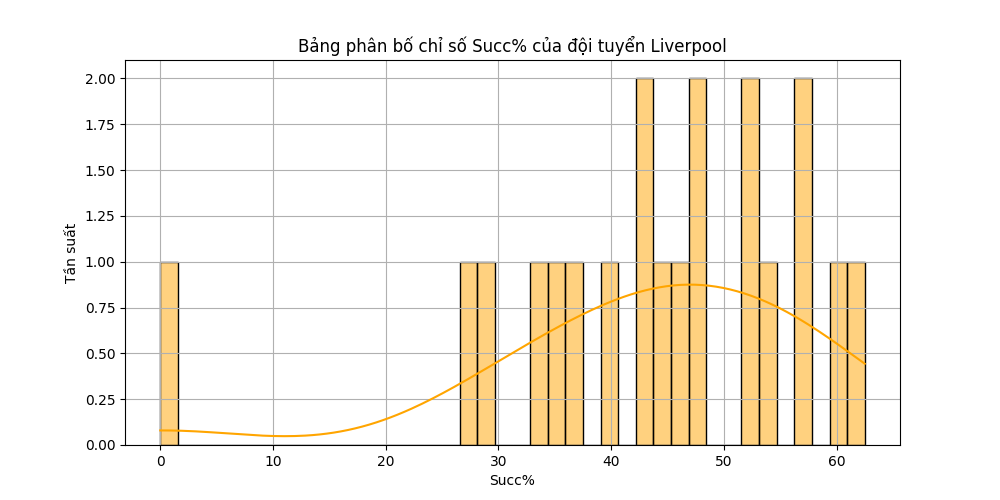 Bảng phân bố chỉ số Succ% của đội tuyển Liverpool
Tần suất
2.00
1.75
1.50
1.25
1.00
0.75
0.50
0.25
0.00
0 10 20 30 40 50 60
Succ%